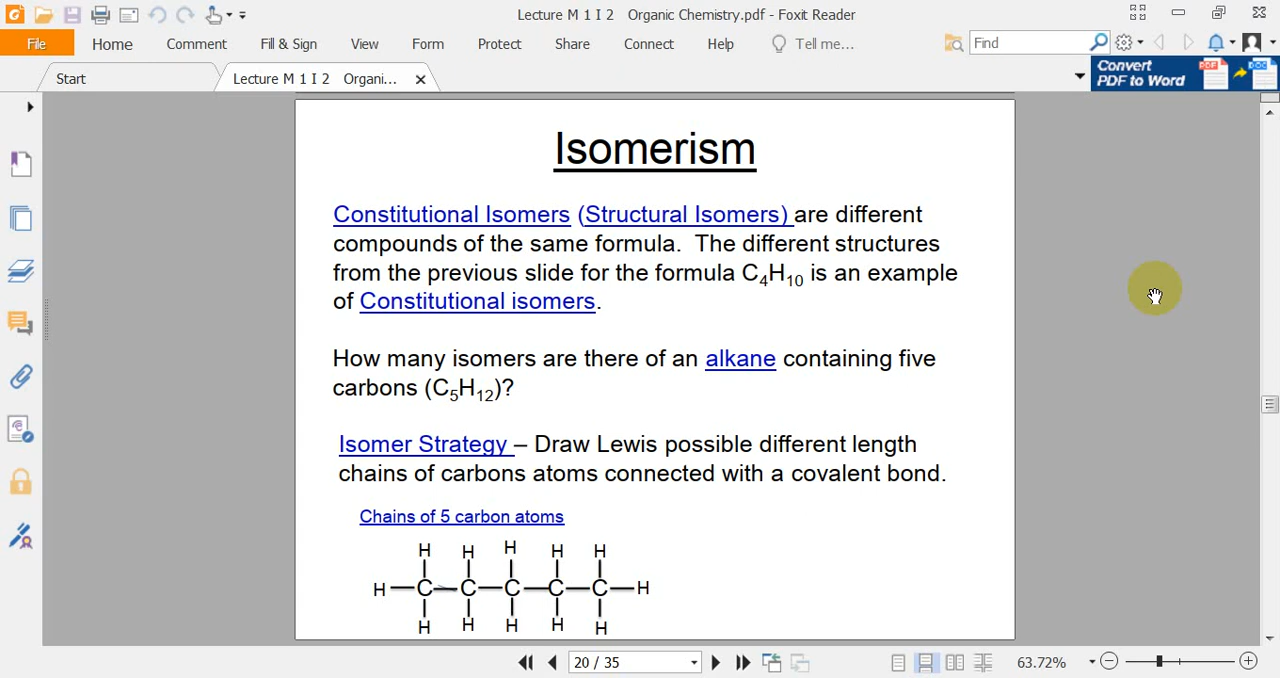 Lecture M 1 I 2 Organic Chemistry.pdf - Foxit Reader
File Home Comment Fill & Sign View Form Protect Share Connect Help Tell me... Find
Start Lecture M 1 I 2 Organi...
Convert
PDF to Word
PDF DOC
Isomerism
Constitutional Isomers (Structural Isomers) are different
compounds of the same formula. The different structures
from the previous slide for the formula C4H10 is an example
of Constitutional isomers.
How many isomers are there of an alkane containing five
carbons (C5H12)?
Isomer Strategy – Draw Lewis possible different length
chains of carbons atoms connected with a covalent bond.
Chains of 5 carbon atoms
H H H H H
H C C C C C H
H H H H H
20 / 35 63.72%